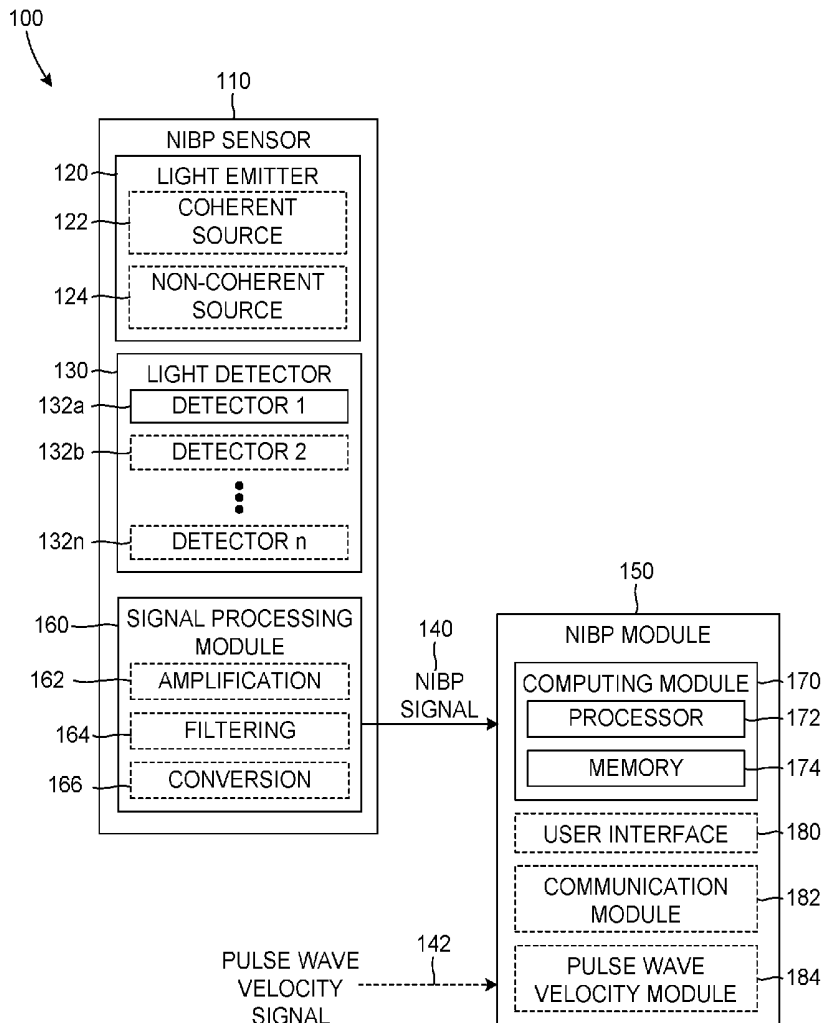 100
110
NIBP SENSOR
120
LIGHT EMITTER
122
COHERENT
SOURCE
124
NON-COHERENT
SOURCE
130
LIGHT DETECTOR
132a
DETECTOR 1
132b
DETECTOR 2
132n
DETECTOR n
160
SIGNAL PROCESSING
MODULE
162
AMPLIFICATION
164
FILTERING
166
CONVERSION
140
NIBP
SIGNAL
150
NIBP MODULE
COMPUTING MODULE
170
PROCESSOR
172
MEMORY
174
USER INTERFACE
180
COMMUNICATION
MODULE
182
PULSE WAVE
VELOCITY MODULE
184
PULSE WAVE
VELOCITY
SIGNAL
142